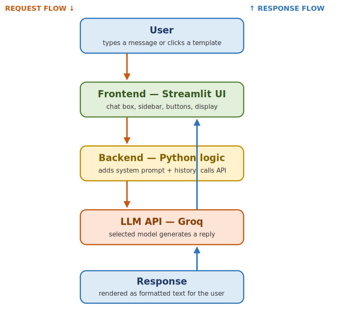 REQUEST FLOW ↓
↑ RESPONSE FLOW
User
types a message or clicks a template
Frontend — Streamlit UI
chat box, sidebar, buttons, display
Backend — Python logic
adds system prompt + history, calls API
LLM API — Groq
selected model generates a reply
Response
rendered as formatted text for the user